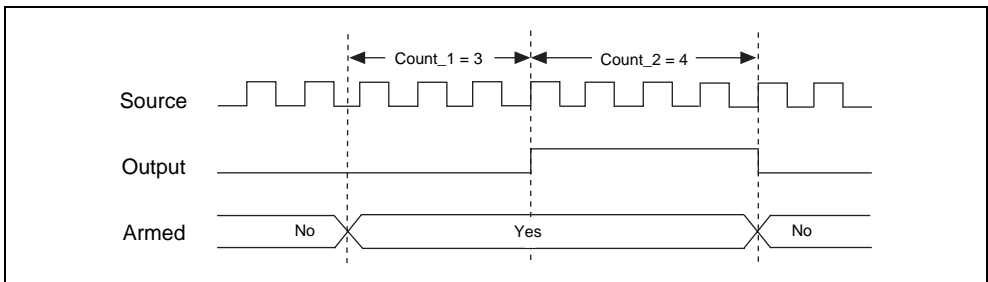 Count_1 = 3
Count_2 = 4
Source
Output
Armed
No
Yes
No